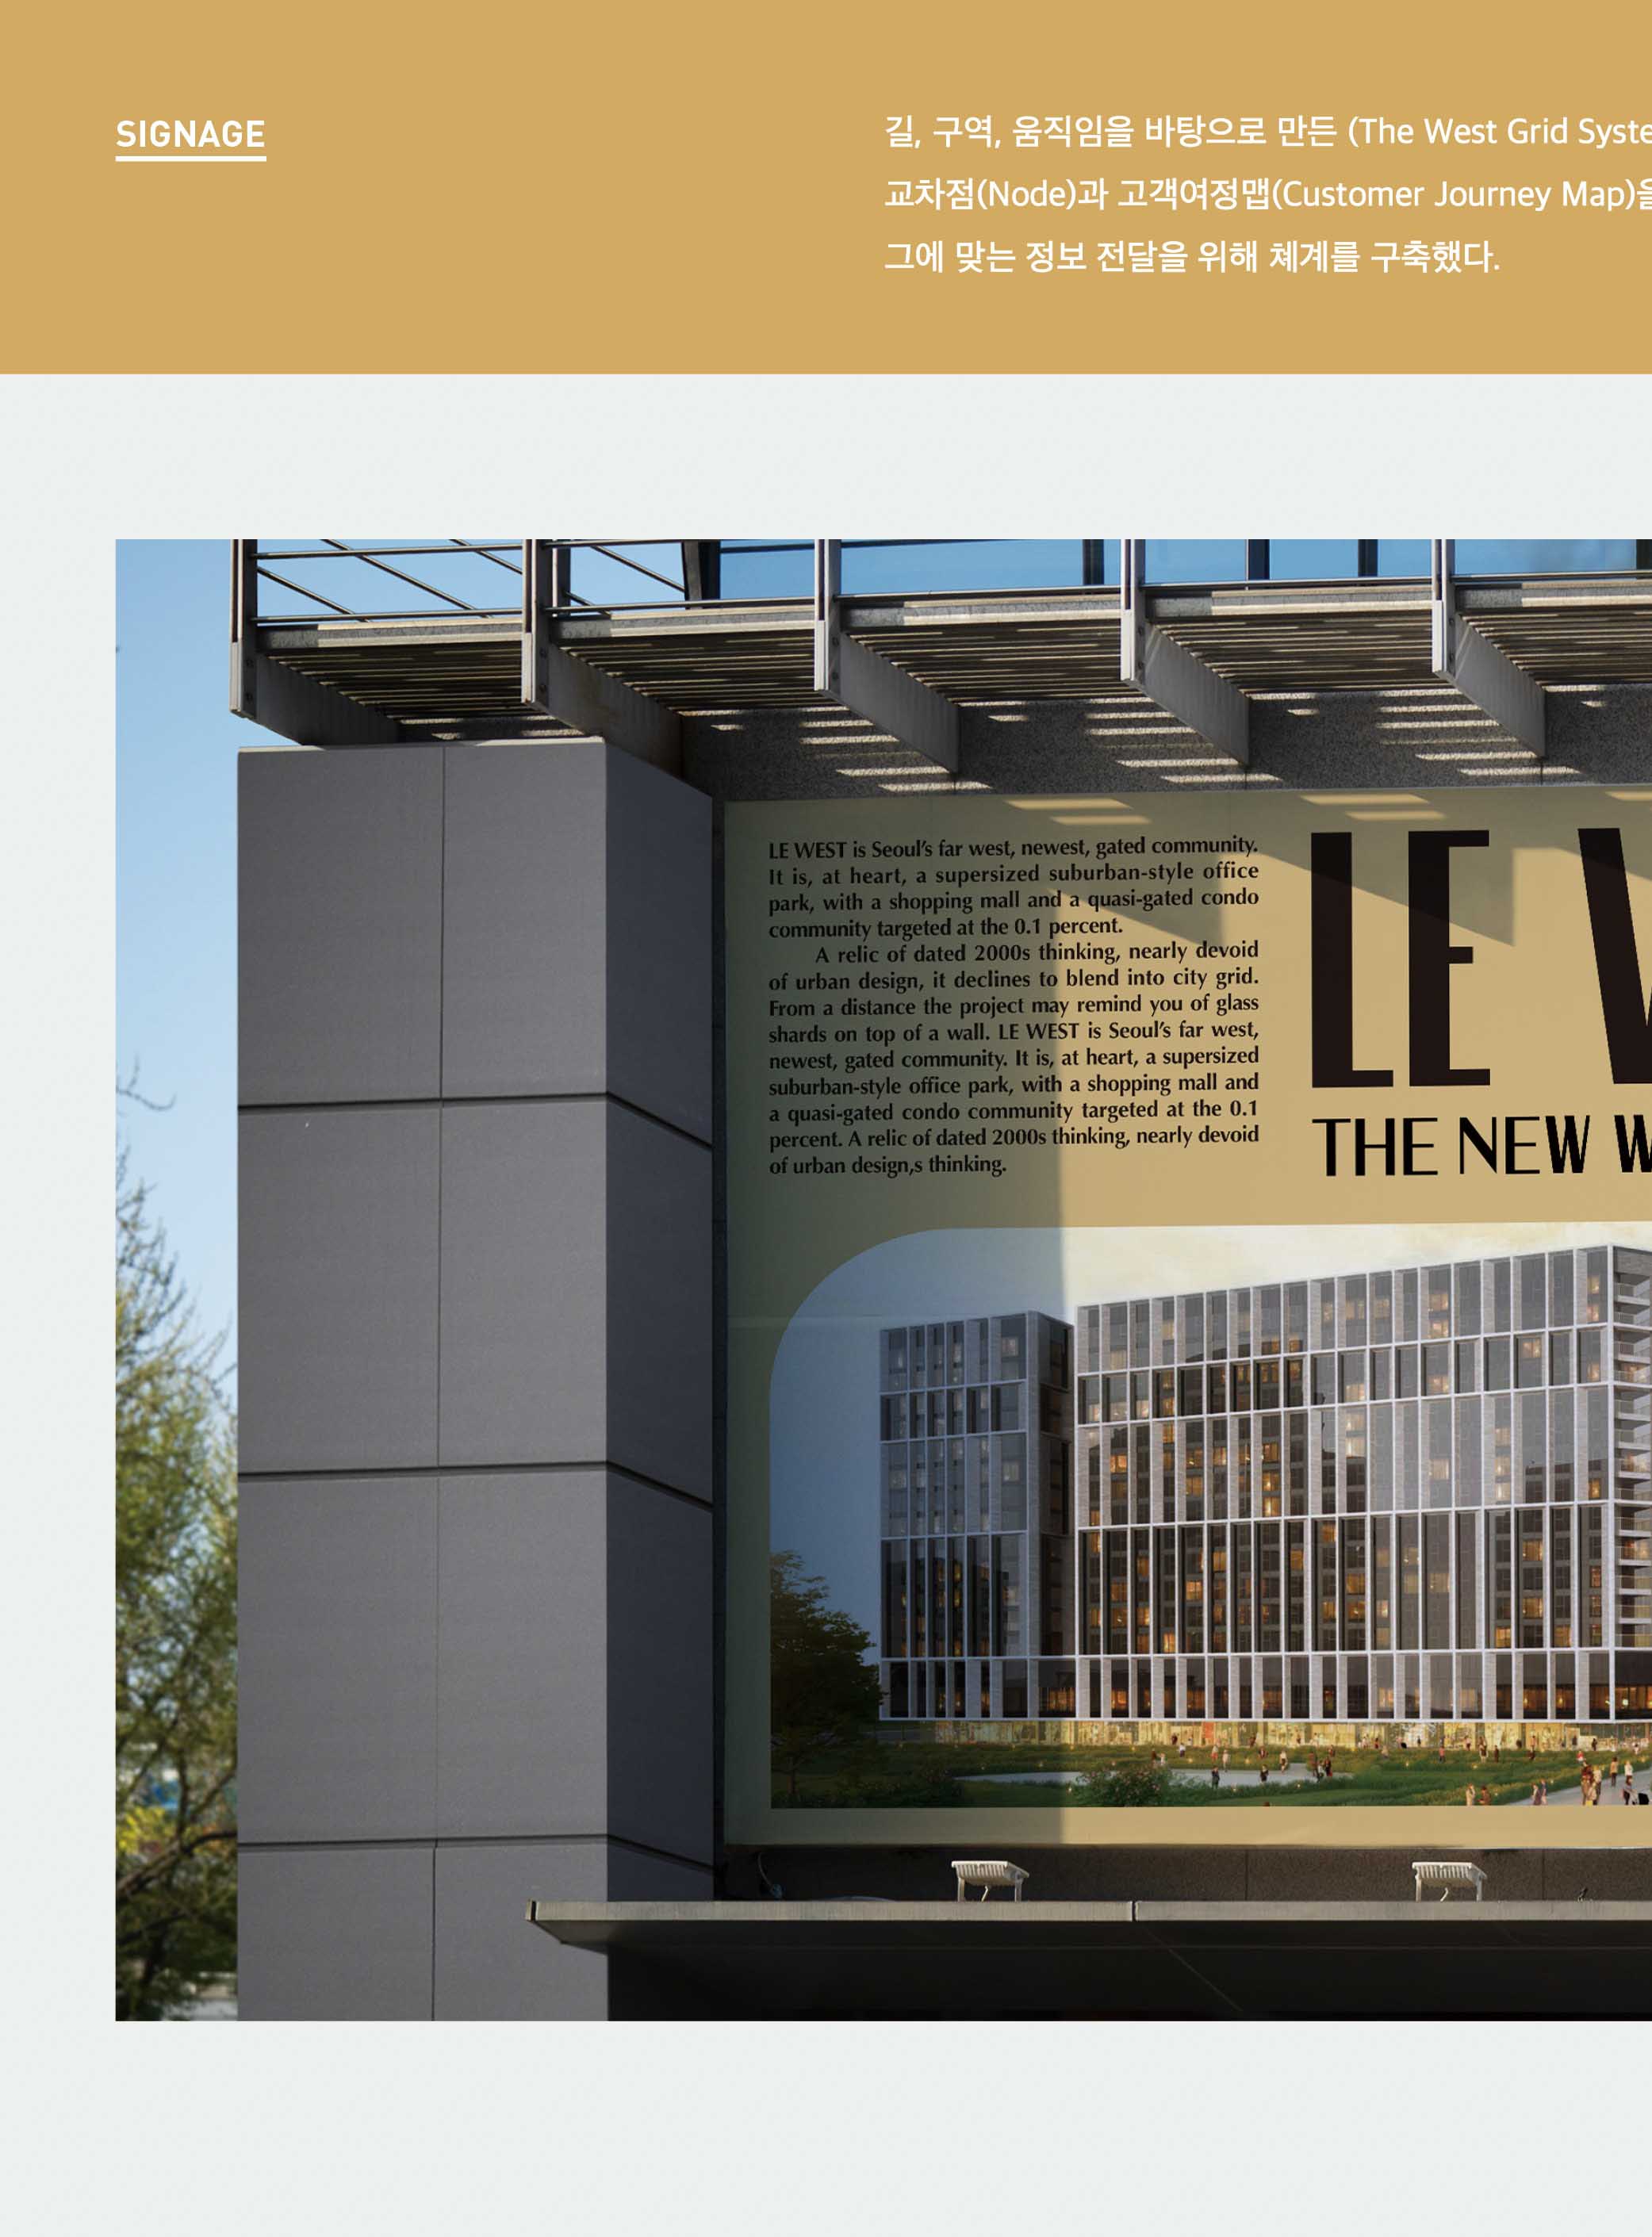 SIGNAGE
길, 구역, 움직임을 바탕으로 만든 (The West Grid Syste
교차점(Node)과 고객여정맵(Customer Journey Map)을
그에 맞는 정보 전달을 위해 체계를 구축했다.
LE WEST is Seoul's far west, newest, gated community.
It is, at heart, a supersized suburban-style office
park, with a shopping mall and a quasi-gated condo
community targeted at the 0.1 percent.
A relic of dated 2000s thinking, nearly devoid
of urban design, it declines to blend into city grid.
From a distance the project may remind you of glass
shards on top of a wall. LE WEST is Seoul's far west,
newest, gated community. It is, at heart, a supersized
suburban-style office park, with a shopping mall and
a quasi-gated condo community targeted at the 0.1
percent. A relic of dated 2000s thinking, nearly devoid
of urban design,s thinking.
LE W
THE NEW W